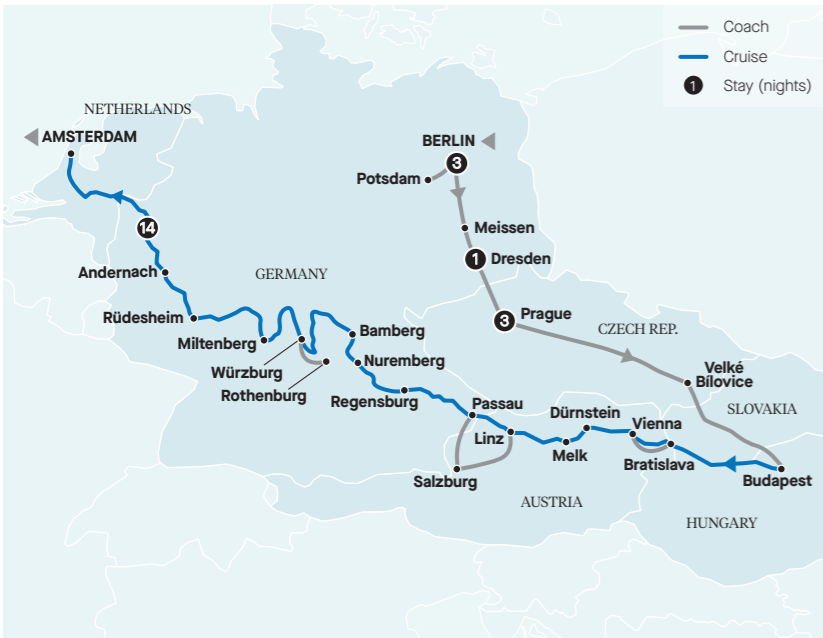 Coach
Cruise
1 Stay (nights)
NETHERLANDS
AMSTERDAM
BERLIN
3
Potsdam
Meissen
14
1 Dresden
Andernach
GERMANY
Rüdesheim
Prague
3
CZECH REP.
Bamberg
Miltenberg
Nuremberg
Würzburg
Velké
Bílovice
Rothenburg
Regensburg
Passau
Dürnstein
SLOVAKIA
Linz
Vienna
Melk
Bratislava
Salzburg
Budapest
AUSTRIA
HUNGARY